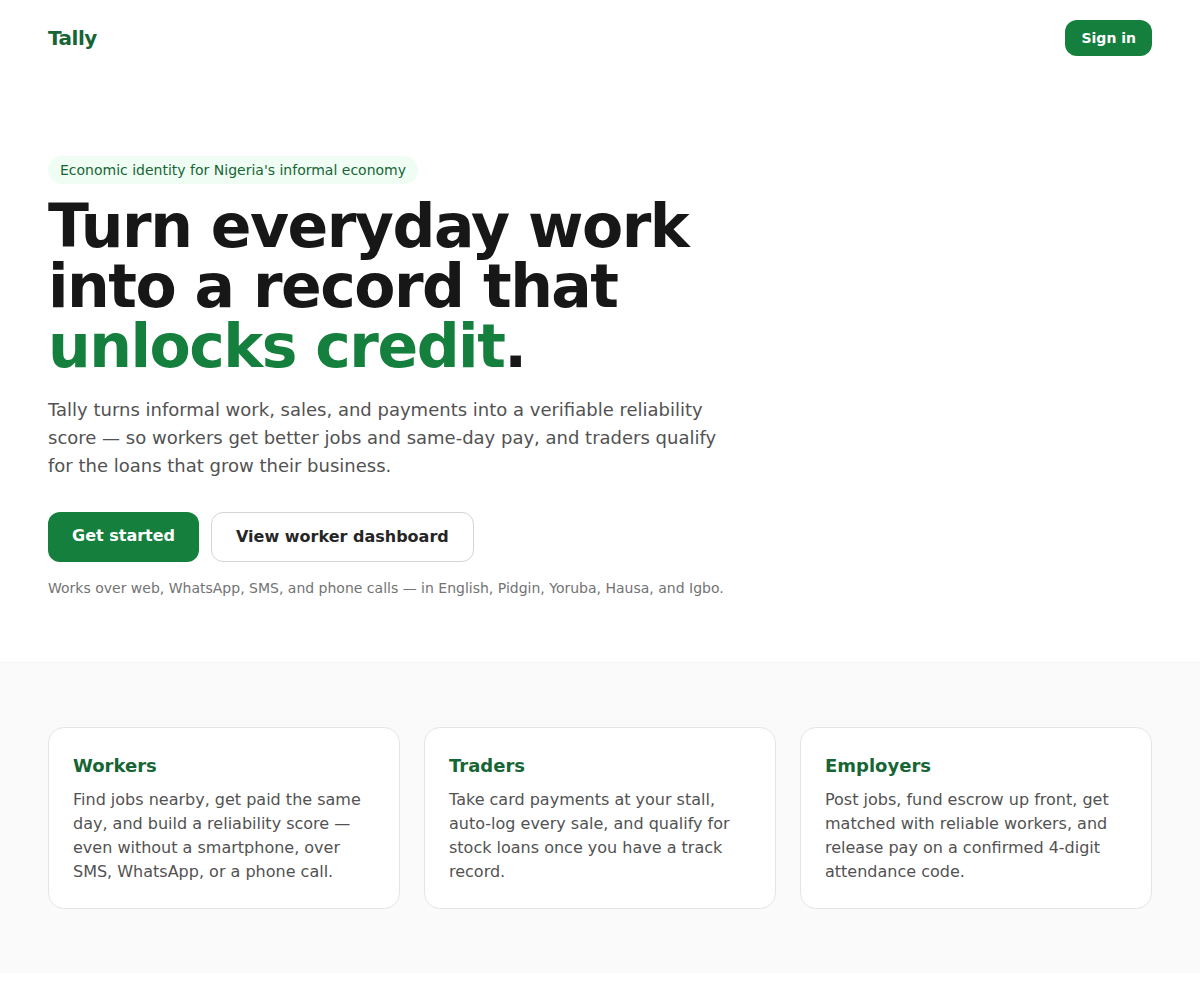 Tally
Sign in
Economic identity for Nigeria's informal economy
Turn everyday work
into a record that
unlocks credit.
Tally turns informal work, sales, and payments into a verifiable reliability
score — so workers get better jobs and same-day pay, and traders qualify
for the loans that grow their business.
Get started
View worker dashboard
Works over web, WhatsApp, SMS, and phone calls — in English, Pidgin, Yoruba, Hausa, and Igbo.
Workers
Find jobs nearby, get paid the same
day, and build a reliability score —
even without a smartphone, over
SMS, WhatsApp, or a phone call.
Traders
Take card payments at your stall,
auto-log every sale, and qualify for
stock loans once you have a track
record.
Employers
Post jobs, fund escrow up front, get
matched with reliable workers, and
release pay on a confirmed 4-digit
attendance code.